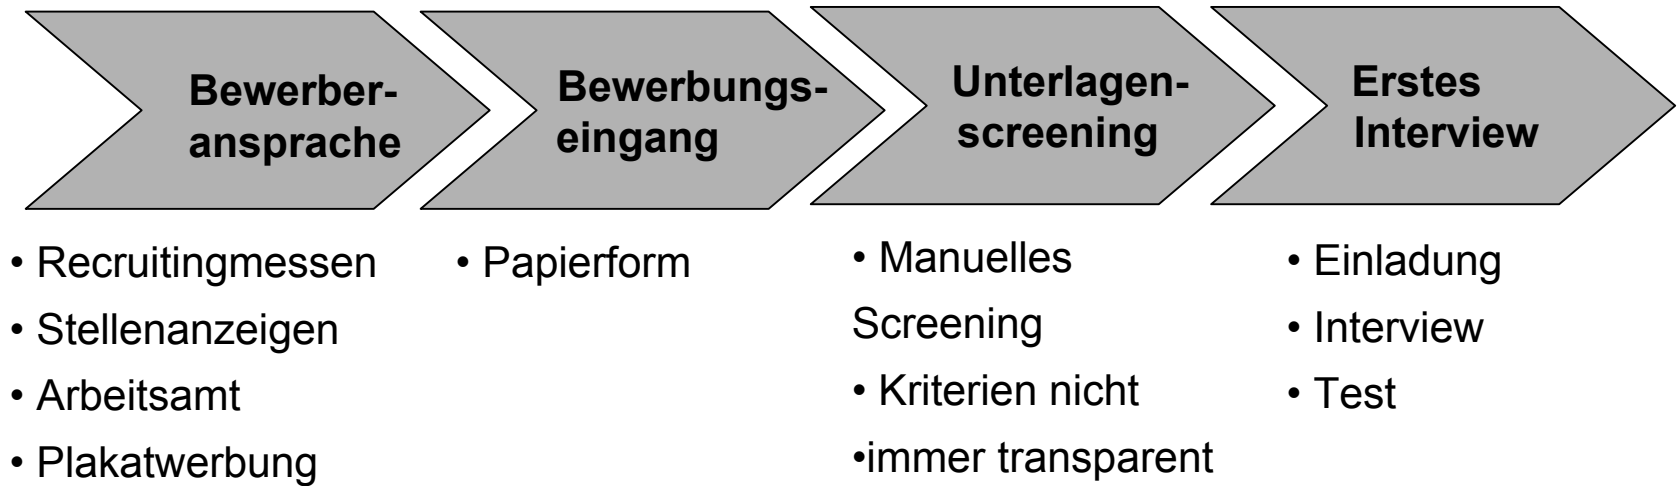 Bewerber-
ansprache
Bewerbungs-
eingang
Unterlagen-
screening
Erstes
Interview
• Recruitingmessen
• Stellenanzeigen
• Arbeitsamt
• Plakatwerbung
• Papierform
• Manuelles
Screening
• Kriterien nicht
•immer transparent
• Einladung
• Interview
• Test